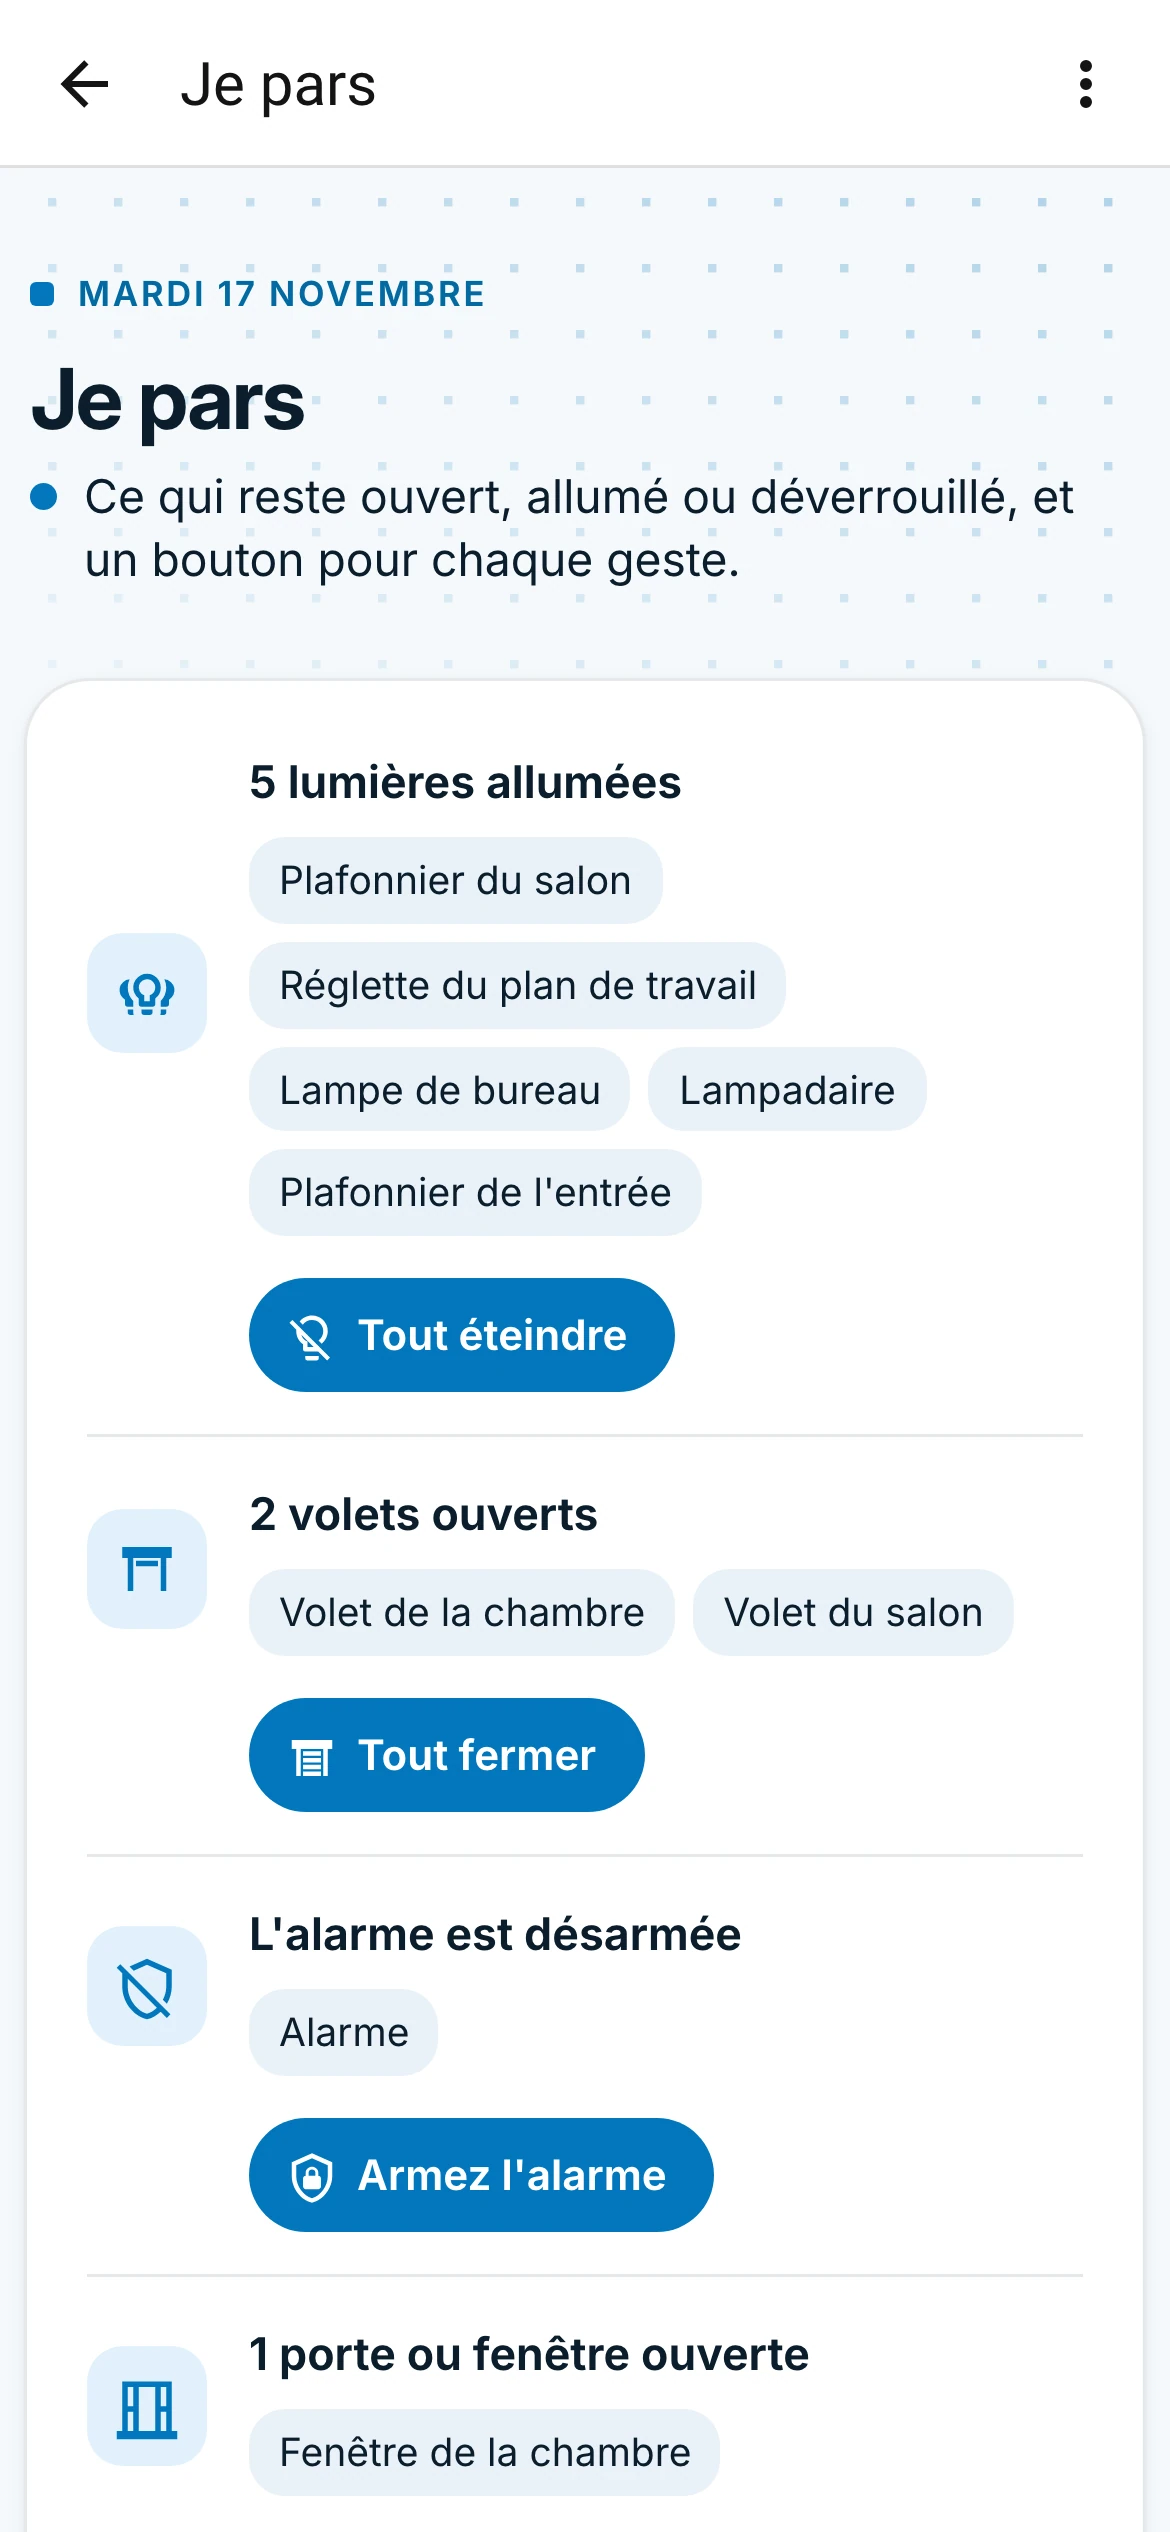 Je pars
MARDI 17 NOVEMBRE
Je pars
Ce qui reste ouvert, allumé ou déverrouillé, et
un bouton pour chaque geste.
5 lumières allumées
Plafonnier du salon
Réglette du plan de travail
Lampe de bureau Lampadaire
Plafonnier de l'entrée
Tout éteindre
2 volets ouverts
Volet de la chambre Volet du salon
Tout fermer
L'alarme est désarmée
Alarme
Armez l'alarme
1 porte ou fenêtre ouverte
Fenêtre de la chambre